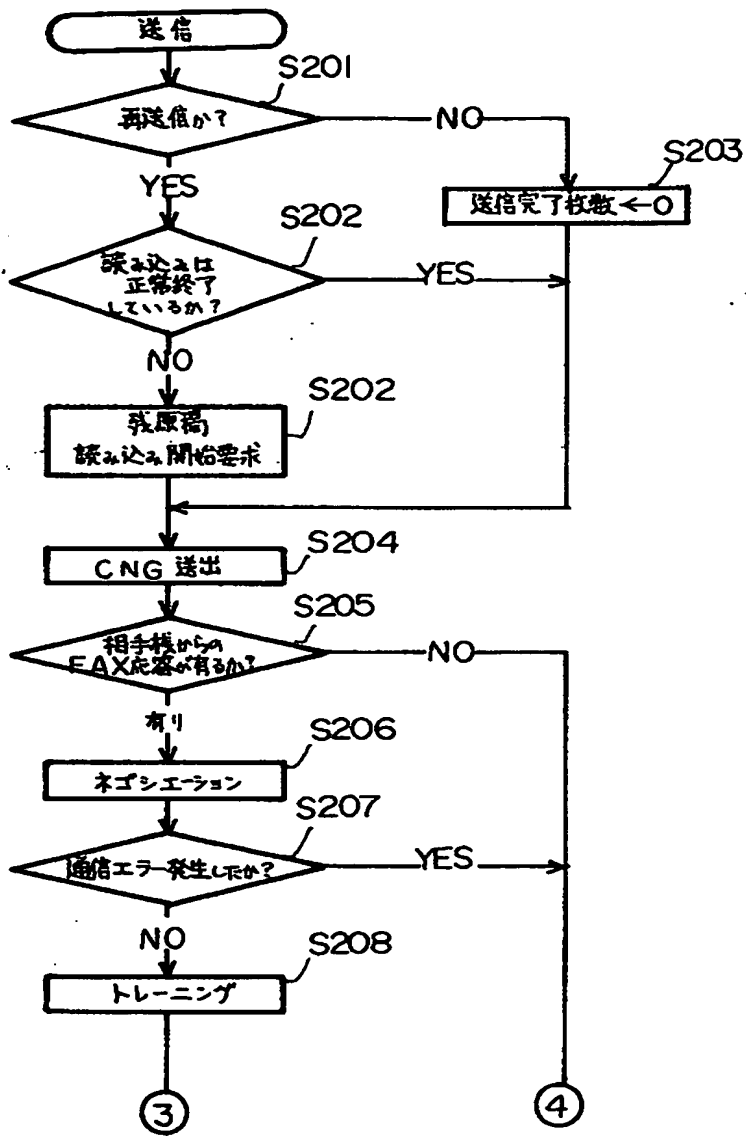 送信
S201
再送信か?
NO
S203
YES
送信完了枚数←0
S202
読み込みは
正常終了
しているか?
YES
NO
S202
残原稿
読み込み開始要求
S204
CNG 送出
S205
相手機からの
FAX応答が有るか?
NO
有り
S206
ネゴシエーション
S207
通信エラー発生したか?
YES
NO
S208
トレーニング
3
4